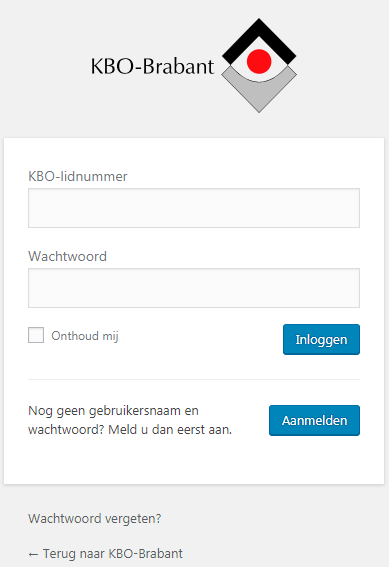 KBO-Brabant
KBO-lidnummer
Wachtwoord
Onthoud mij
Inloggen
Nog geen gebruikersnaam en
wachtwoord? Meld u dan eerst aan.
Aanmelden
Wachtwoord vergeten?
← Terug naar KBO-Brabant